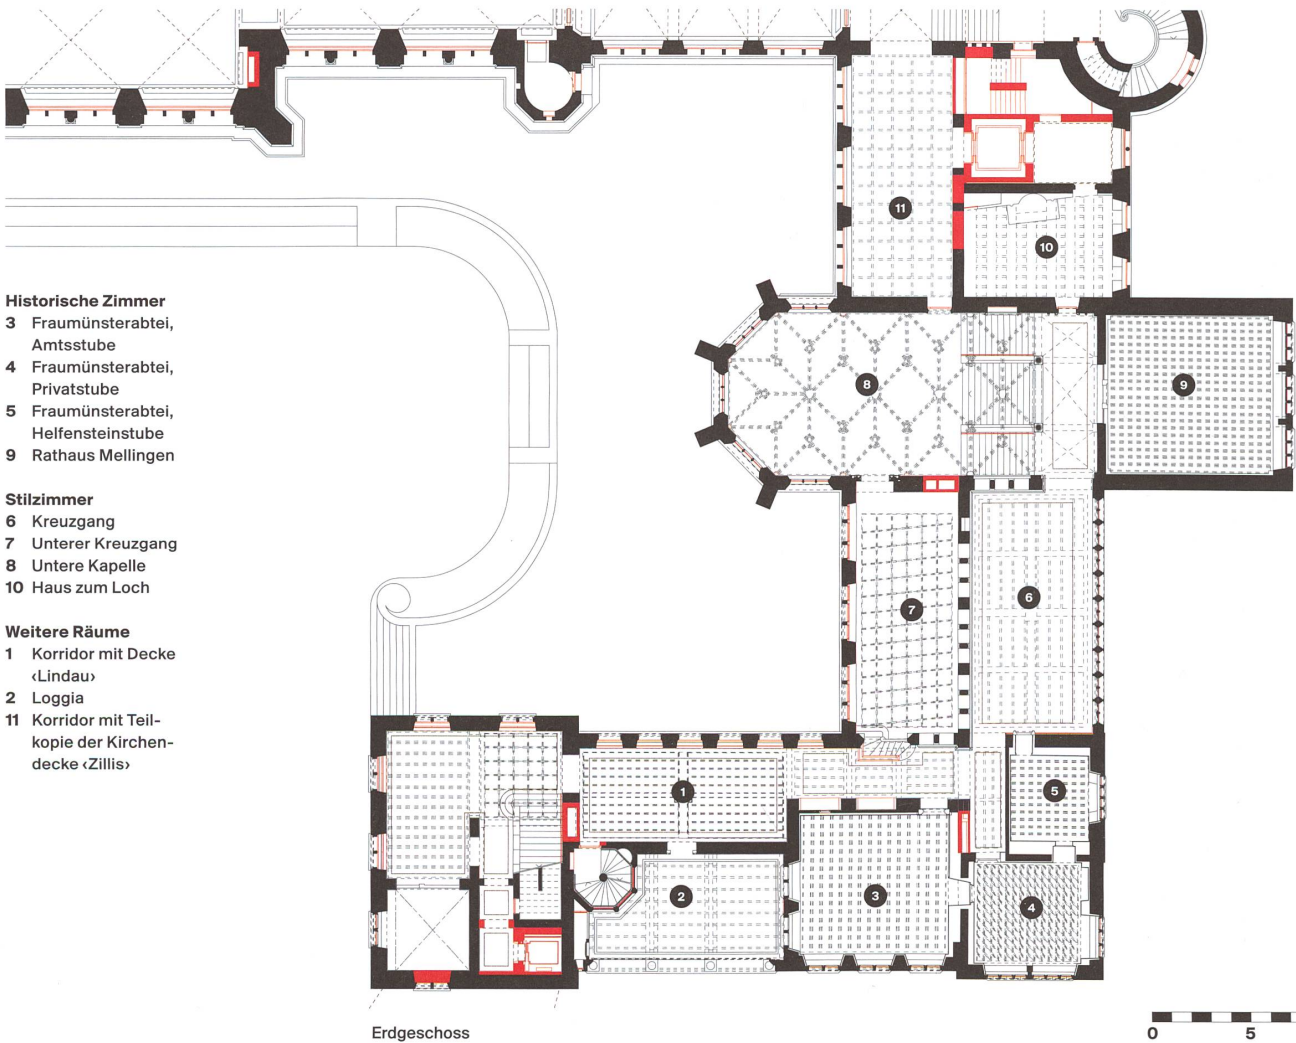 Historische Zimmer
3 Fraumünsterabtei,
Amtsstube
4 Fraumünsterabtei,
Privatstube
5 Fraumünsterabtei,
Helfensteinstube
9 Rathaus Mellingen
Stilzimmer
6 Kreuzgang
7 Unterer Kreuzgang
8 Untere Kapelle
10 Haus zum Loch
Weitere Räume
1 Korridor mit Decke
‹Lindau›
2 Loggia
11 Korridor mit Teil-
kopie der Kirchen-
decke ‹Zillis›
11
10
8
9
6
7
1
5
2
3
4
Erdgeschoss
0 5